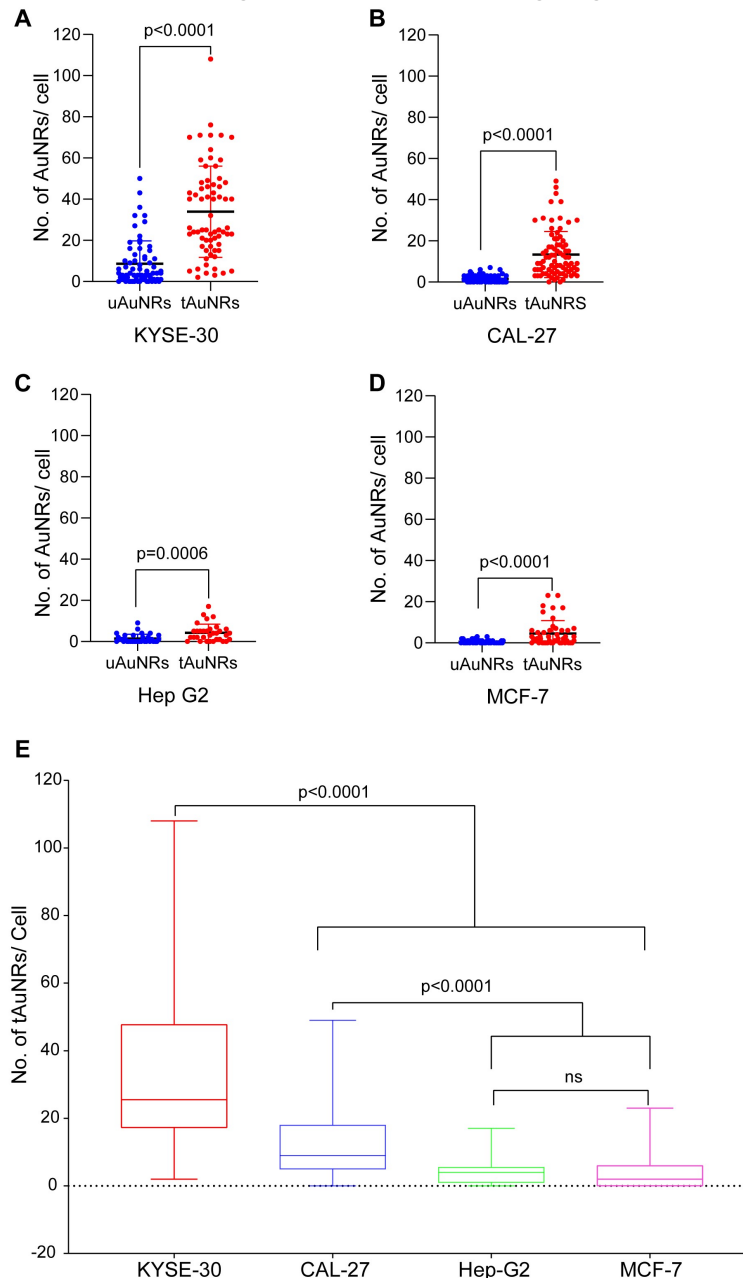 A
p<0.0001
No. of AuNRs/ cell
120
100
80
60
40
20
0
uAuNRs tAuNRs
KYSE-30
B
p<0.0001
No. of AuNRs/ cell
120
100
80
60
40
20
0
uAuNRs tAuNRS
CAL-27
C
p=0.0006
No. of AuNRs/ cell
120
100
80
60
40
20
0
uAuNRs tAuNRs
Hep G2
D
p<0.0001
No. of AuNRs/ cell
120
100
80
60
40
20
0
uAuNRs tAuNRs
MCF-7
E
No. of tAuNRs/ Cell
120
100
80
60
40
20
0
-20
p<0.0001
p<0.0001
ns
KYSE-30 CAL-27 Hep-G2 MCF-7